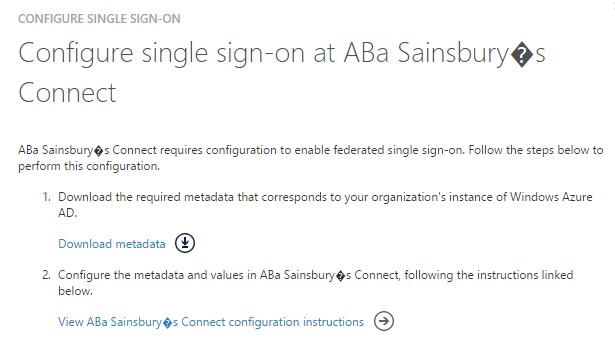 CONFIGURE SINGLE SIGN-ON
Configure single sign-on at ABa Sainsbury�s
Connect
ABa Sainsbury�s Connect requires configuration to enable federated single sign-on. Follow the steps below to
perform this configuration.
1. Download the required metadata that corresponds to your organization's instance of Windows Azure
AD.
Download metadata
2. Configure the metadata and values in ABa Sainsbury�s Connect, following the instructions linked
below.
View ABa Sainsbury�s Connect configuration instructions